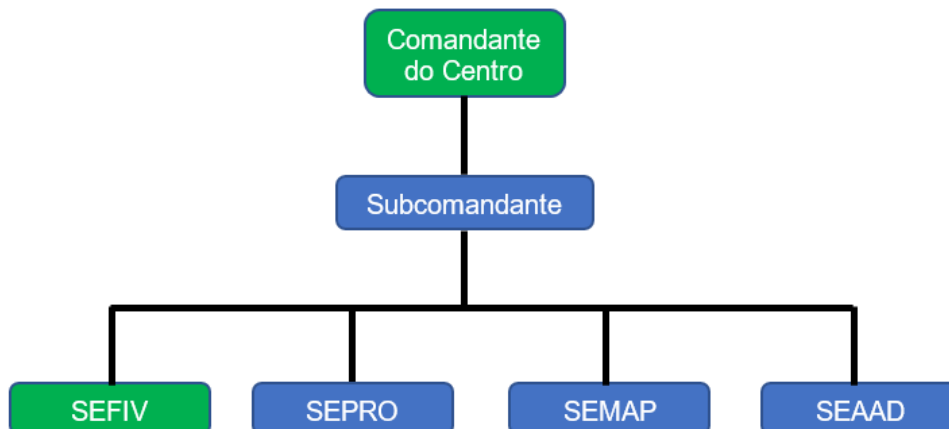 Comandante
do Centro
Subcomandante
SEFIV
SEPRO
SEMAP
SEAAD